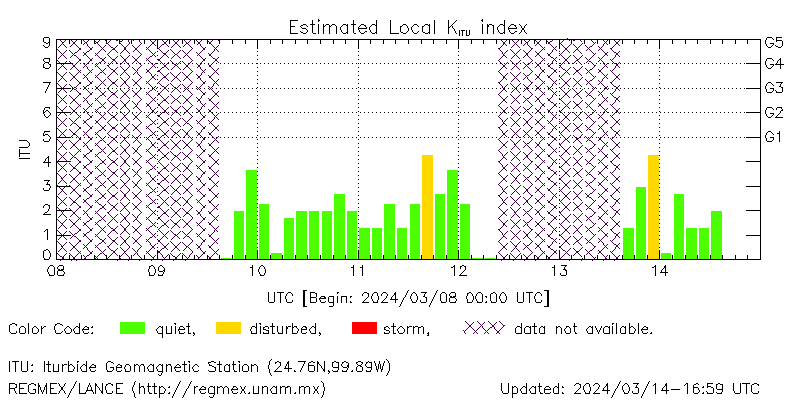 Estimated Local K ITU index
9 G5
8 G4
7 G3
6 G2
5 G1
4
3
2
1
0
ITU
08 09 10 11 12 13 14
UTC [Begin: 2024/03/08 00:00 UTC]
Color Code: quiet, disturbed, storm, data not available.
ITU: Iturbide Geomagnetic Station (24.76N,99.89W)
REGMEX/LANCE (http://regmex.unam.mx) Updated: 2024/03/14-16:59 UTC